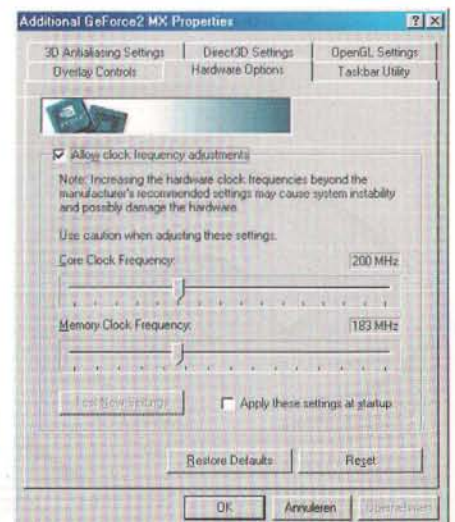 Additional GeForce2 MX Properties
3D Antialiasing Settings
Direct3D Settings
OpenGL Settings
Overlay Controls
Hardware Options
Taskbar Utility
Allow clock frequency adjustments
Note: Increasing the hardware clock frequencies beyond the
manufacturer's recommended settings may cause system instability
and possibly damage the hardware.
Use caution when adjusting these settings.
Core Clock Frequency:
200 MHz
Memory Clock Frequency:
183 MHz
Test New Settings
Apply these settings at startup
Restore Defaults
Reset
OK
Annuleren